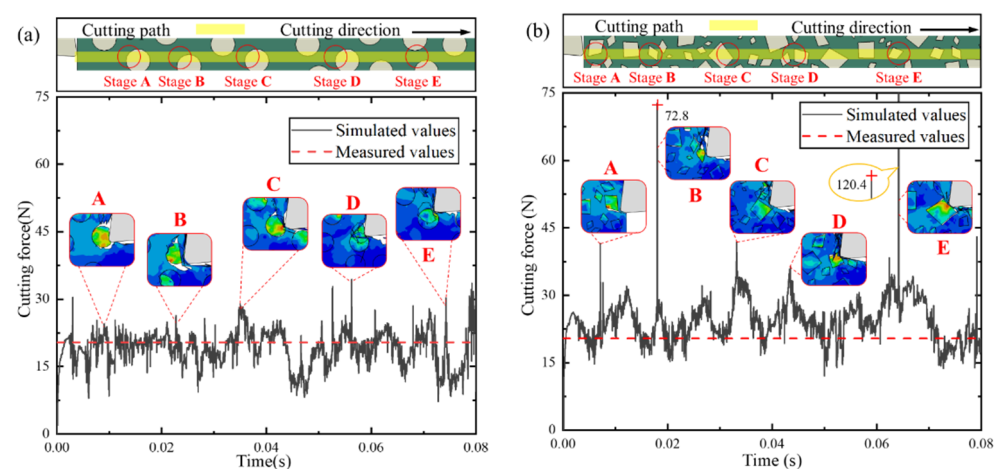 (a)
Cutting path
Cutting direction
Stage A
Stage B
Stage C
Stage D
Stage E
75
60
45
30
15
0
Cutting force(N)
Simulated values
Measured values
A
B
C
D
E
0.00
0.02
0.04
0.06
0.08
Time(s)
(b)
Cutting path
Cutting direction
Stage A
Stage B
Stage C
Stage D
Stage E
75
60
45
30
15
0
Cutting force (N)
Simulated values
Measured values
72.8
120.4
A
B
C
D
E
0.00
0.02
0.04
0.06
0.08
Time (s)